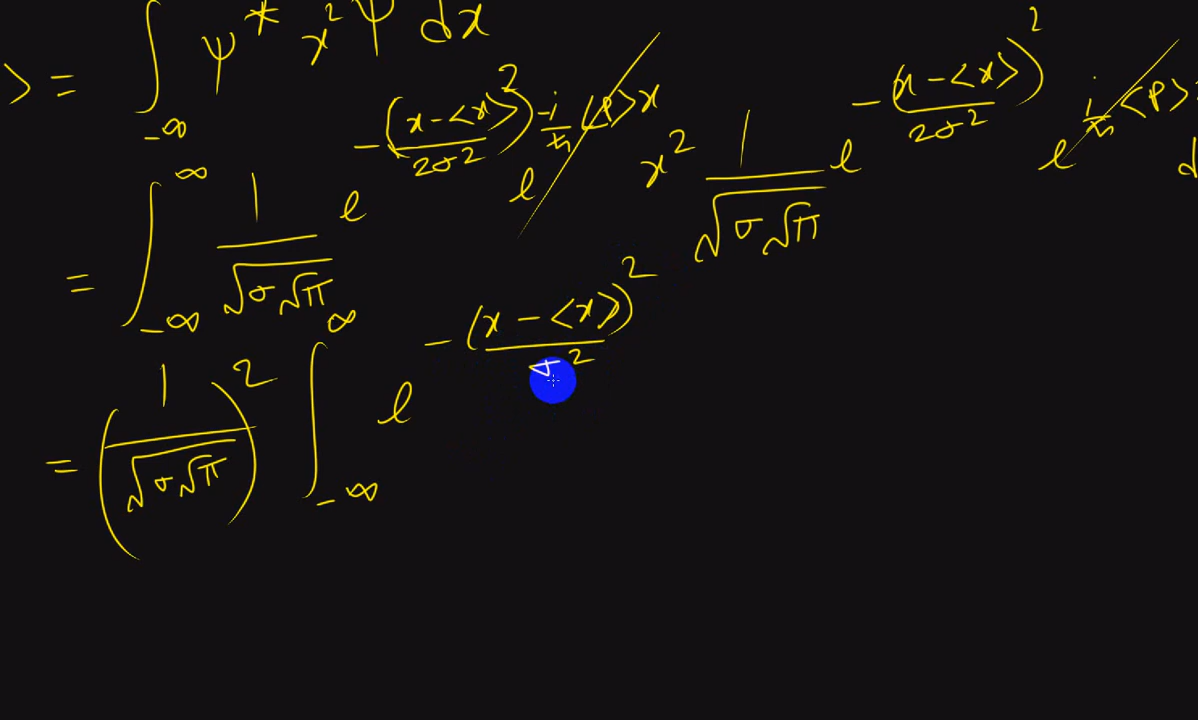 > = ∫_{-∞} ψ* x² ψ dx
= ∫_{-∞}^{∞} 1/√(σ√π) e^{-(x-<x>)²/2σ²} e^{-i/ħ <p>x} x² 1/√(σ√π) e^{-(x-<x>)²/2σ²} e^{i/ħ <p>} d
= (1/√(σ√π))² ∫_{-∞}^{∞} e^{-(x-<x>)²/σ²}